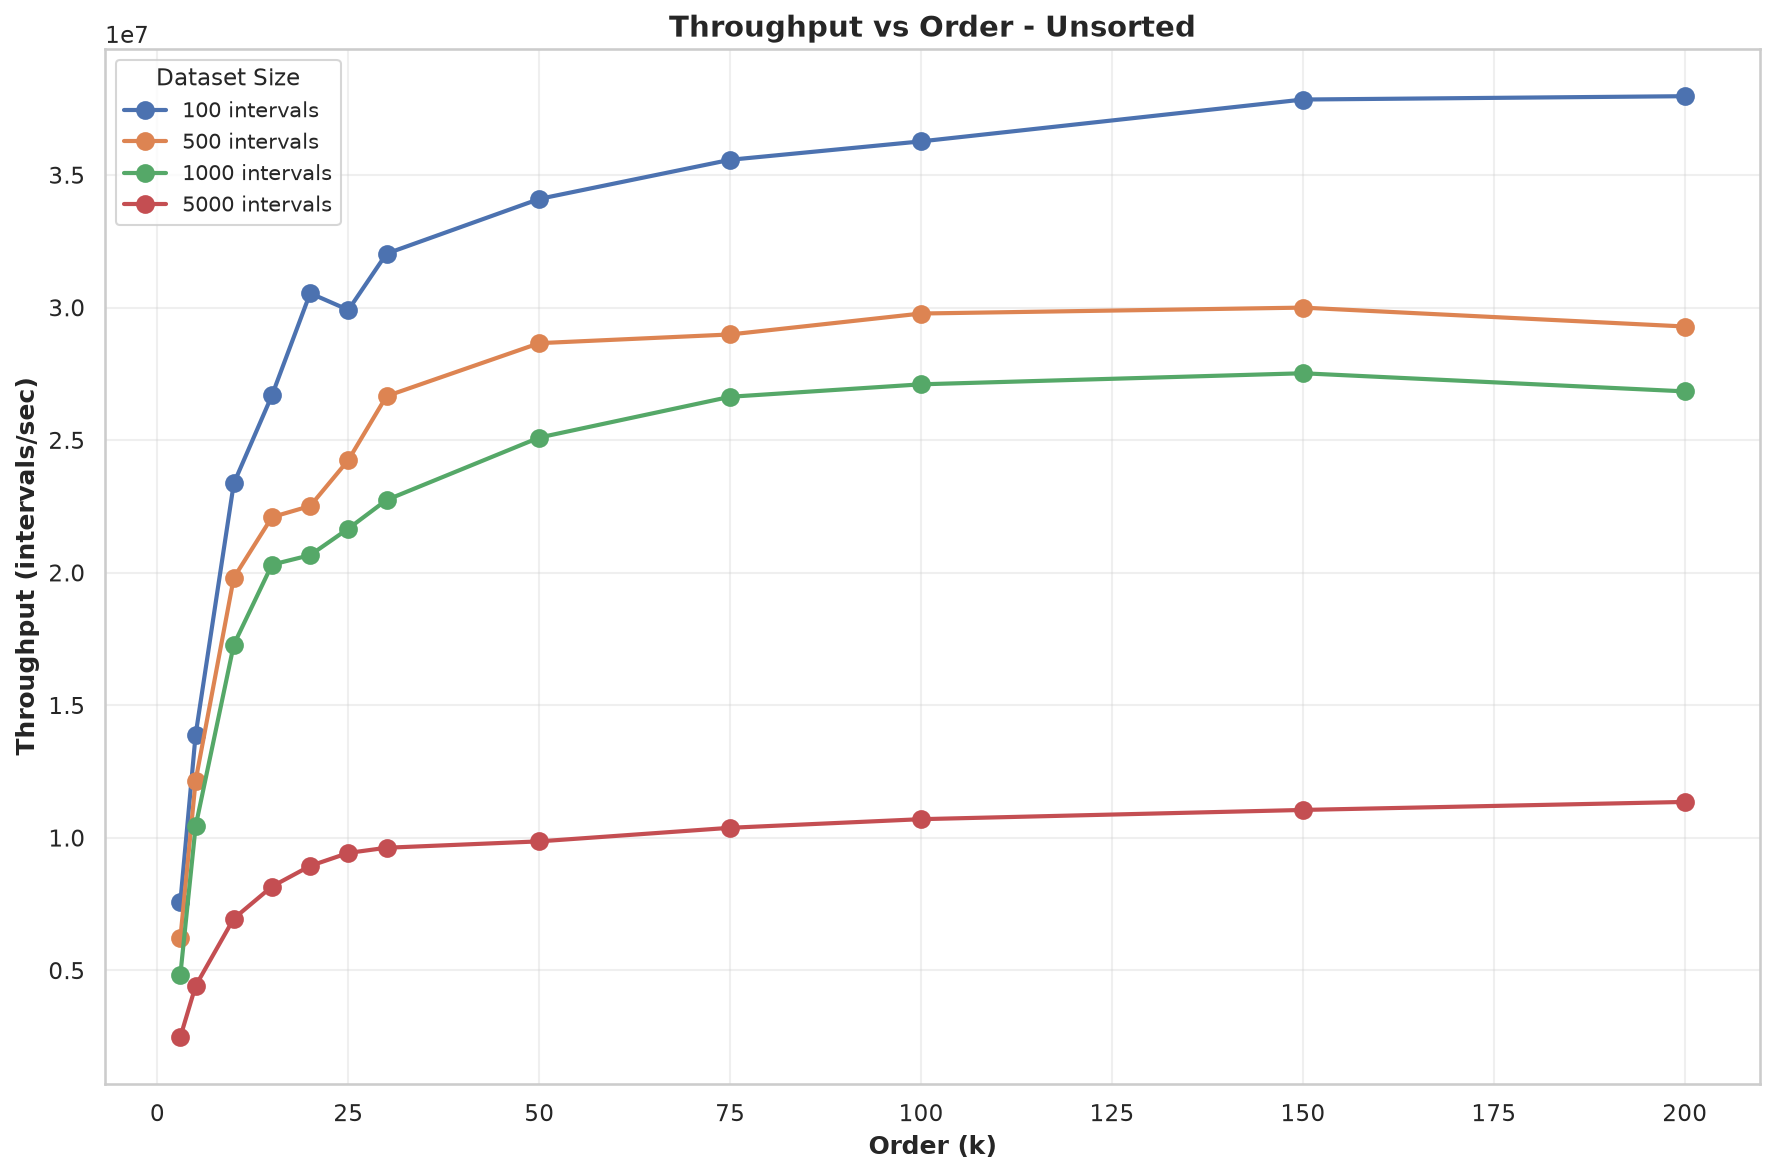 Throughput vs Order - Unsorted
1e7
Dataset Size
100 intervals
500 intervals
1000 intervals
5000 intervals
Throughput (intervals/sec)
3.5
3.0
2.5
2.0
1.5
1.0
0.5
0 25 50 75 100 125 150 175 200
Order (k)